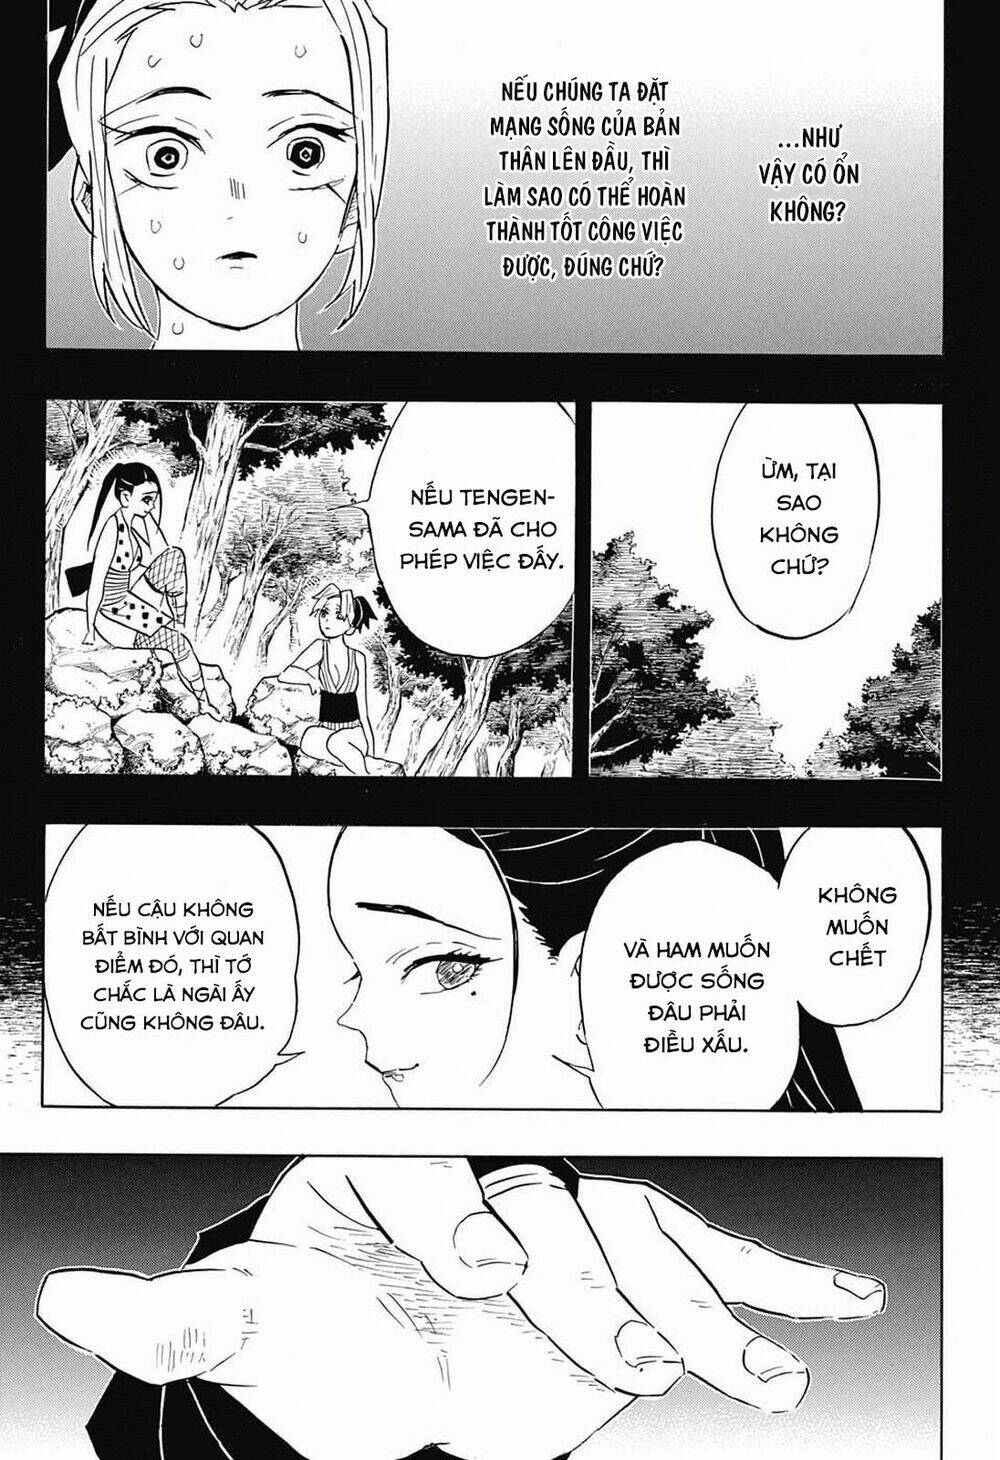 ...NHƯ
VẬY CÓ ỔN
KHÔNG?
NẾU CHÚNG TA ĐẶT
MẠNG SỐNG CỦA BẢN
THÂN LÊN ĐẦU, THÌ
LÀM SAO CÓ THỂ HOÀN
THÀNH TỐT CÔNG VIỆC
ĐƯỢC, ĐÚNG CHỨ?
ỪM, TẠI
SAO
KHÔNG
CHỨ?
NẾU TENGEN-
SAMA ĐÃ CHO
PHÉP VIỆC ĐẤY.
KHÔNG
MUỐN
CHẾT
VÀ HAM MUỐN
ĐƯỢC SỐNG
ĐÂU PHẢI
ĐIỀU XẤU.
NẾU CẬU KHÔNG
BẤT BÌNH VỚI QUAN
ĐIỂM ĐÓ, THÌ TỚ
CHẮC LÀ NGÀI ẤY
CŨNG KHÔNG ĐÂU.